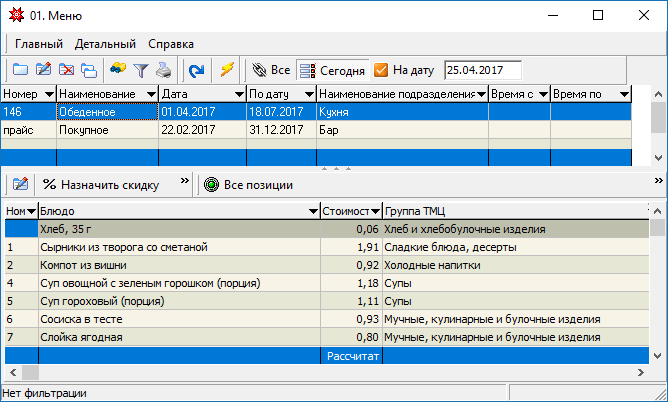 01. Меню
Главный Детальный Справка
Все Сегодня На дату 25.04.2017
Номер Наименование Дата По дату Наименование подразделения Время с Время по
146 Обеденное 01.04.2017 18.07.2017 Кухня
прайс Покупное 22.02.2017 31.12.2017 Бар
% Назначить скидку » Все позиции »
Ном Блюдо Стоимост Группа ТМЦ
Хлеб, 35 г 0,06 Хлеб и хлебобулочные изделия
1 Сырники из творога со сметаной 1,91 Сладкие блюда, десерты
2 Компот из вишни 0,92 Холодные напитки
4 Суп овощной с зеленым горошком (порция) 1,18 Супы
5 Суп гороховый (порция) 1,11 Супы
6 Сосиска в тесте 0,93 Мучные, кулинарные и булочные изделия
7 Слойка ягодная 0,80 Мучные, кулинарные и булочные изделия
Рассчитат
Нет фильтрации